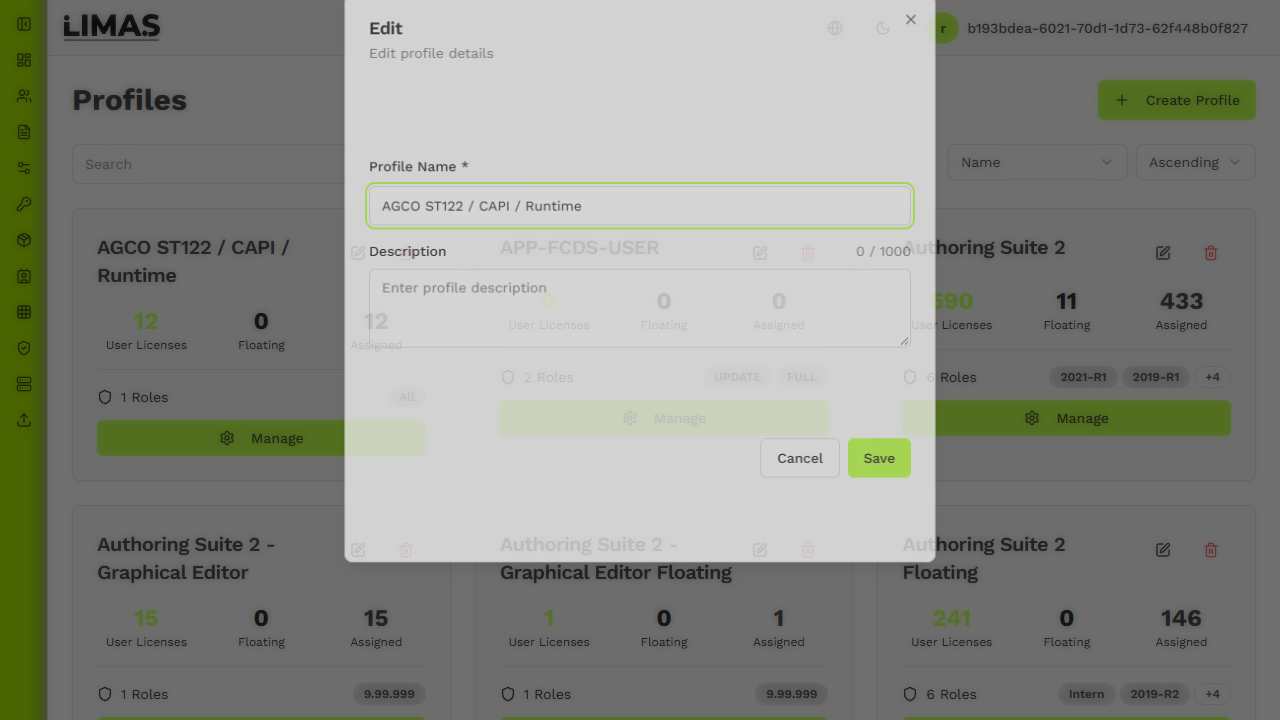 LIMAS
r
b193bdea-6021-70d1-1d73-62f448b0f827
Edit
Edit profile details
Profiles
Create Profile
Search
Name
Ascending
Profile Name *
AGCO ST122 / CAPI / Runtime
Description
0 / 1000
Enter profile description
Cancel
Save
AGCO ST122 / CAPI /
Runtime
12
0
12
User Licenses
Floating
Assigned
1 Roles
All
Manage
APP-FCDS-USER
0
0
0
User Licenses
Floating
Assigned
2 Roles
UPDATE
FULL
Manage
Authoring Suite 2
590
11
433
User Licenses
Floating
Assigned
6 Roles
2021-R1
2019-R1
+4
Manage
Authoring Suite 2 -
Graphical Editor
15
0
15
User Licenses
Floating
Assigned
1 Roles
9.99.999
Authoring Suite 2 -
Graphical Editor Floating
1
0
1
User Licenses
Floating
Assigned
1 Roles
9.99.999
Authoring Suite 2
Floating
241
0
146
User Licenses
Floating
Assigned
6 Roles
Intern
2019-R2
+4